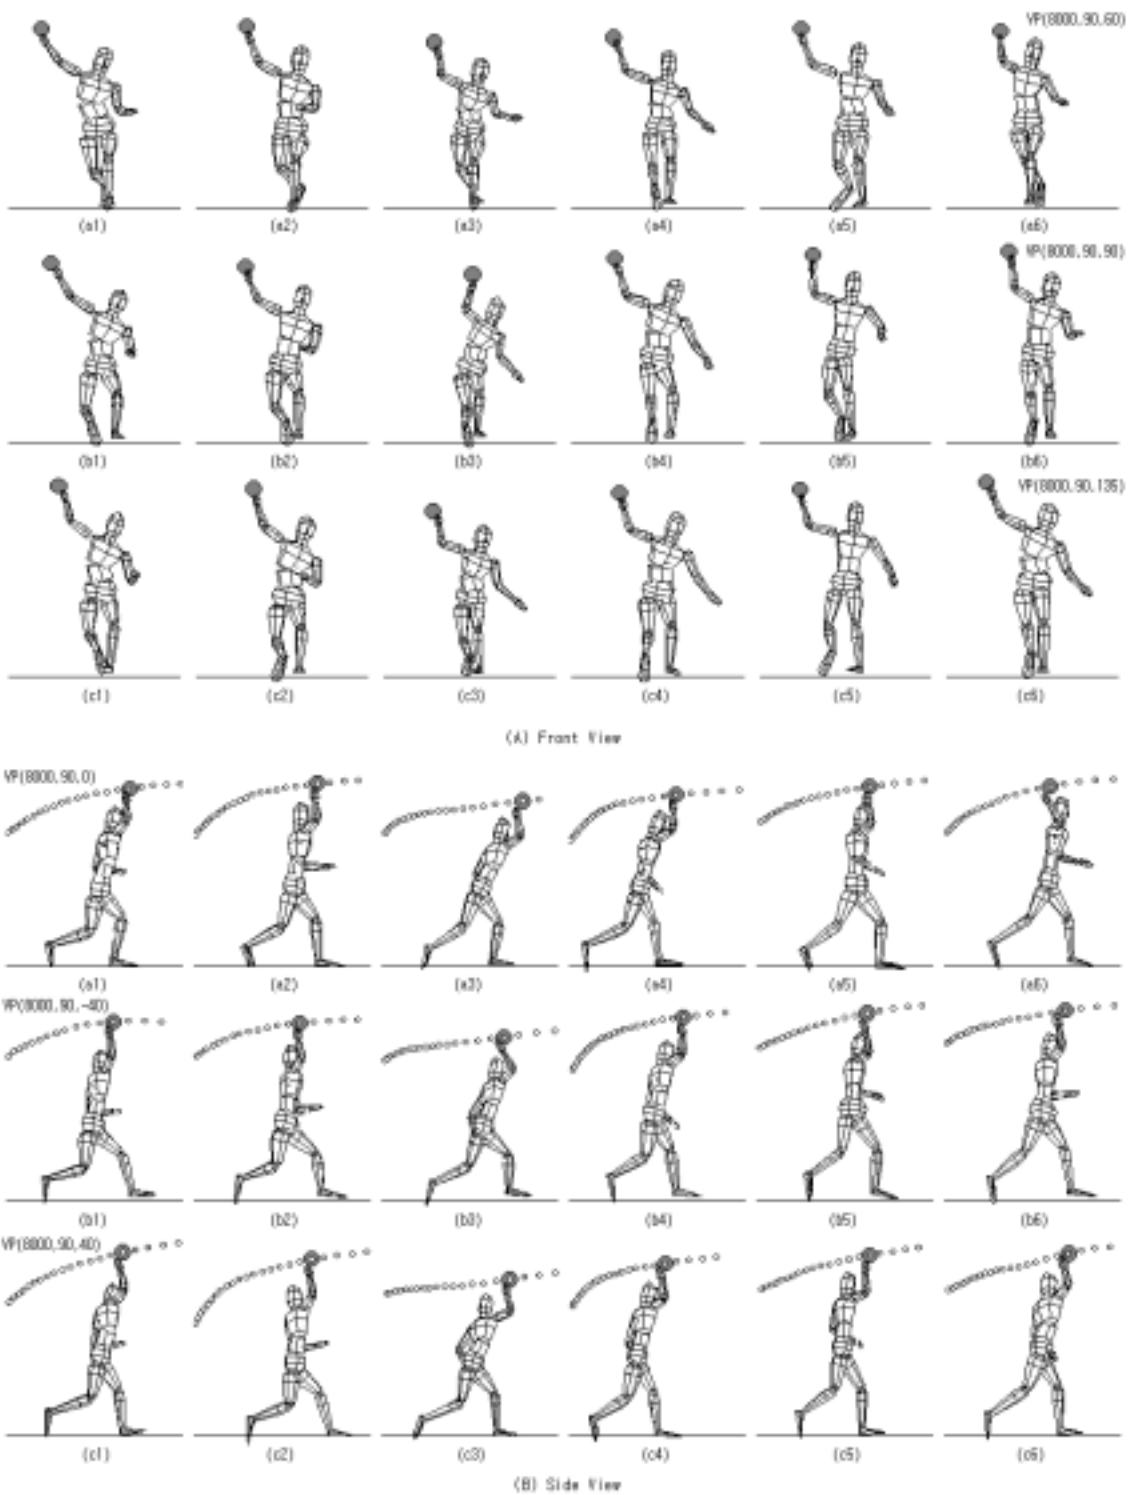 VP(8000,90,60)
(a1) (a2) (a3) (a4) (a5) (a6)
VP(8000,90,90)
(b1) (b2) (b3) (b4) (b5) (b6)
VP(8000,90,135)
(c1) (c2) (c3) (c4) (c5) (c6)
(A) Front View
VP(8000,90,0)
(a1) (a2) (a3) (a4) (a5) (a6)
VP(8000,90,-40)
(b1) (b2) (b3) (b4) (b5) (b6)
VP(8000,90,40)
(c1) (c2) (c3) (c4) (c5) (c6)
(B) Side View